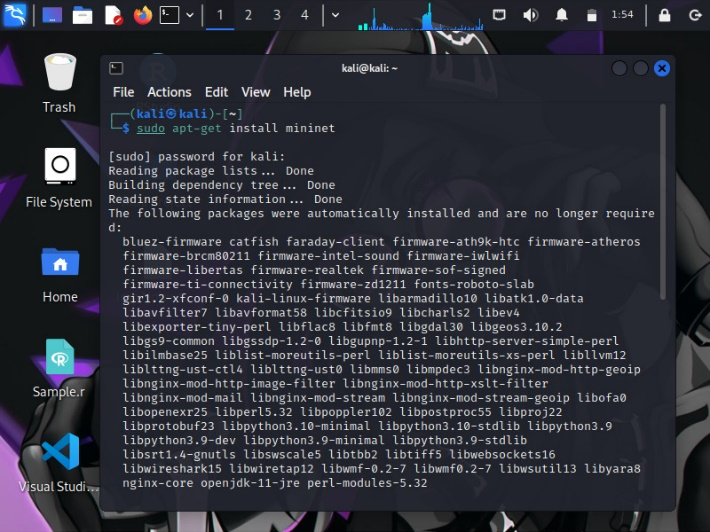 1 2 3 4 1:54
kali@kali: ~
File Actions Edit View Help
Trash
File System
Home
Sample.r
Visual Studi...
┌──(kali㉿kali)-[~]
└─$ sudo apt-get install mininet
[sudo] password for kali:
Reading package lists... Done
Building dependency tree... Done
Reading state information... Done
The following packages were automatically installed and are no longer require
d:
bluez-firmware catfish faraday-client firmware-ath9k-htc firmware-atheros
firmware-brcm80211 firmware-intel-sound firmware-iwlwifi
firmware-libertas firmware-realtek firmware-sof-signed
firmware-ti-connectivity firmware-zd1211 fonts-roboto-slab
gir1.2-xfconf-0 kali-linux-firmware libarmadillo10 libatk1.0-data
libavfilter7 libavformat58 libcfitsio9 libcharls2 libev4
libexporter-tiny-perl libflac8 libfmt8 libgdal30 libgeos3.10.2
libgs9-common libgssdp-1.2-0 libgupnp-1.2-1 libhttp-server-simple-perl
libilmbase25 liblist-moreutils-perl liblist-moreutils-xs-perl libllvm12
liblttng-ust-ctl4 liblttng-ust0 libmms0 libmpdec3 libnginx-mod-http-geoip
libnginx-mod-http-image-filter libnginx-mod-http-xslt-filter
libnginx-mod-mail libnginx-mod-stream libnginx-mod-stream-geoip libofa0
libopenexr25 libperl5.32 libpoppler102 libpostproc55 libproj22
libprotobuf23 libpython3.10-minimal libpython3.10-stdlib libpython3.9
libpython3.9-dev libpython3.9-minimal libpython3.9-stdlib
libsrt1.4-gnutls libswscale5 libtbb2 libtiff5 libwebsockets16
libwireshark15 libwiretap12 libwmf-0.2-7 libwmf0.2-7 libwsutil13 libyara8
nginx-core openjdk-11-jre perl-modules-5.32